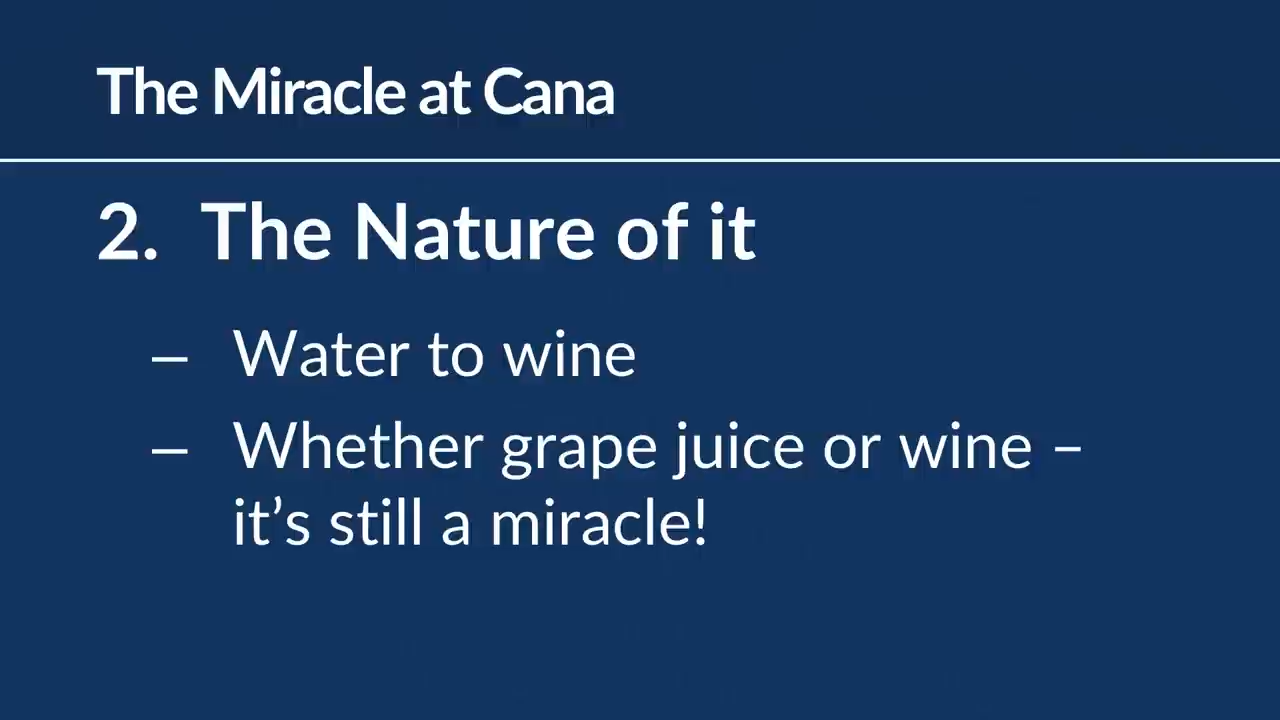 The Miracle at Cana
2. The Nature of it
– Water to wine
– Whether grape juice or wine –
it’s still a miracle!